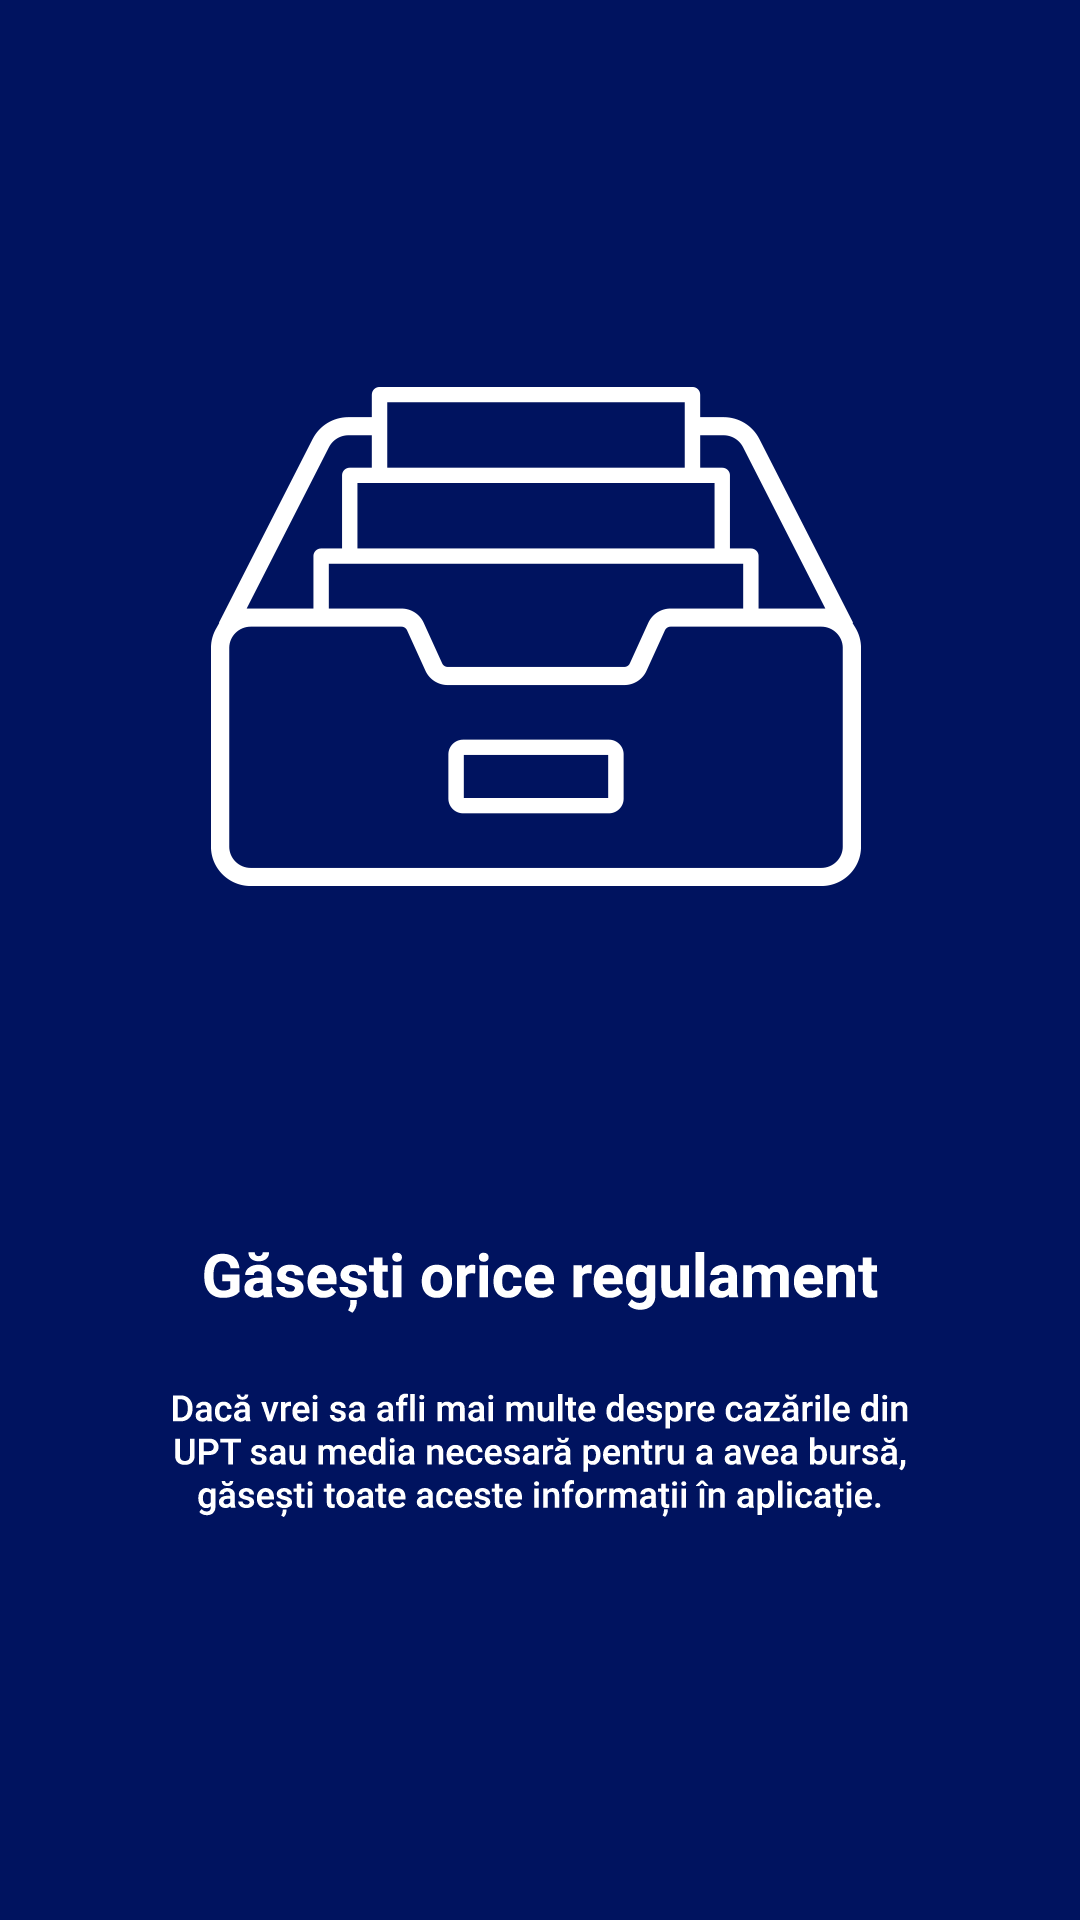 Găsești orice regulament
Dacă vrei sa afli mai multe despre cazările din
UPT sau media necesară pentru a avea bursă,
găsești toate aceste informații în aplicație.